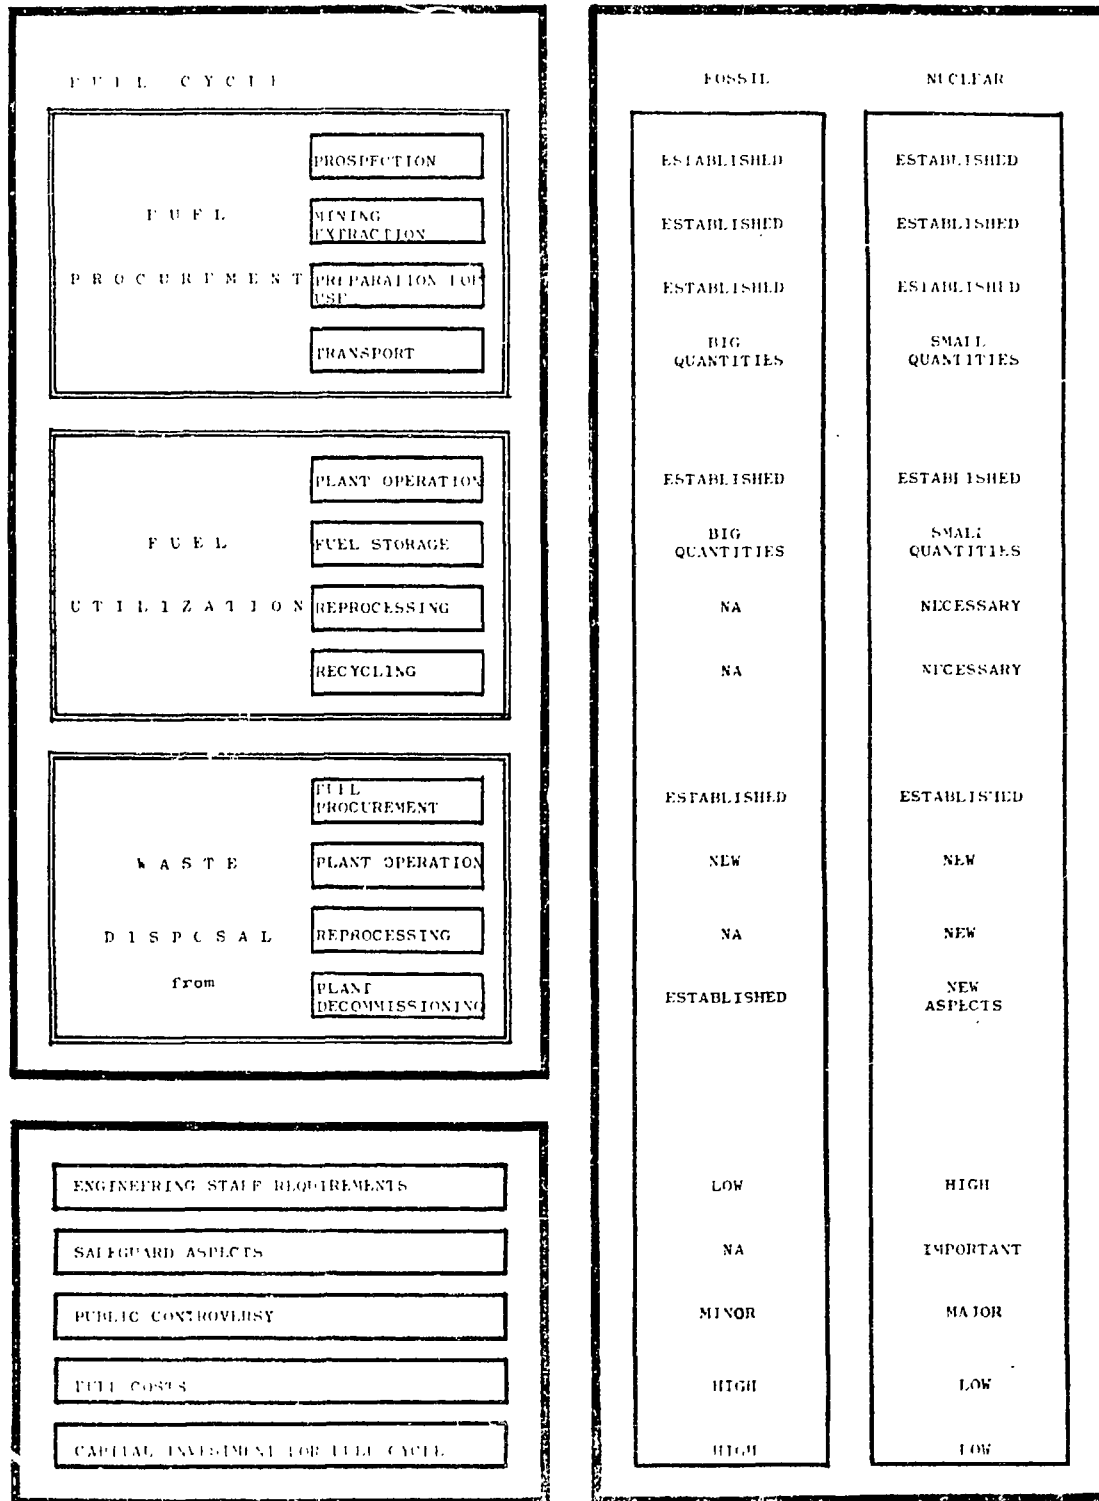 FUEL CYCLE
PROSPECTION
FUEL
MINING
EXTRACTION
PROCUREMENT
PREPARATION FOR
USE
TRANSPORT
PLANT OPERATION
FUEL
FUEL STORAGE
UTILIZATION
REPROCESSING
RECYCLING
FUEL
PROCUREMENT
WASTE
PLANT OPERATION
DISPOSAL
REPROCESSING
from
PLANT
DECOMMISSIONING
ENGINEERING STAFF REQUIREMENTS
SAFEGUARD ASPECTS
PUBLIC CONTROVERSY
FUEL COSTS
CAPITAL INVESTMENT FOR FUEL CYCLE
FOSSIL NUCLEAR
ESTABLISHED ESTABLISHED
ESTABLISHED ESTABLISHED
ESTABLISHED ESTABLISHED
BIG SMALL
QUANTITIES QUANTITIES
ESTABLISHED ESTABLISHED
BIG SMALL
QUANTITIES QUANTITIES
NA NECESSARY
NA NECESSARY
ESTABLISHED ESTABLISHED
NEW NEW
NA NEW
ESTABLISHED NEW
ASPECTS
LOW HIGH
NA IMPORTANT
MINOR MAJOR
HIGH LOW
HIGH LOW